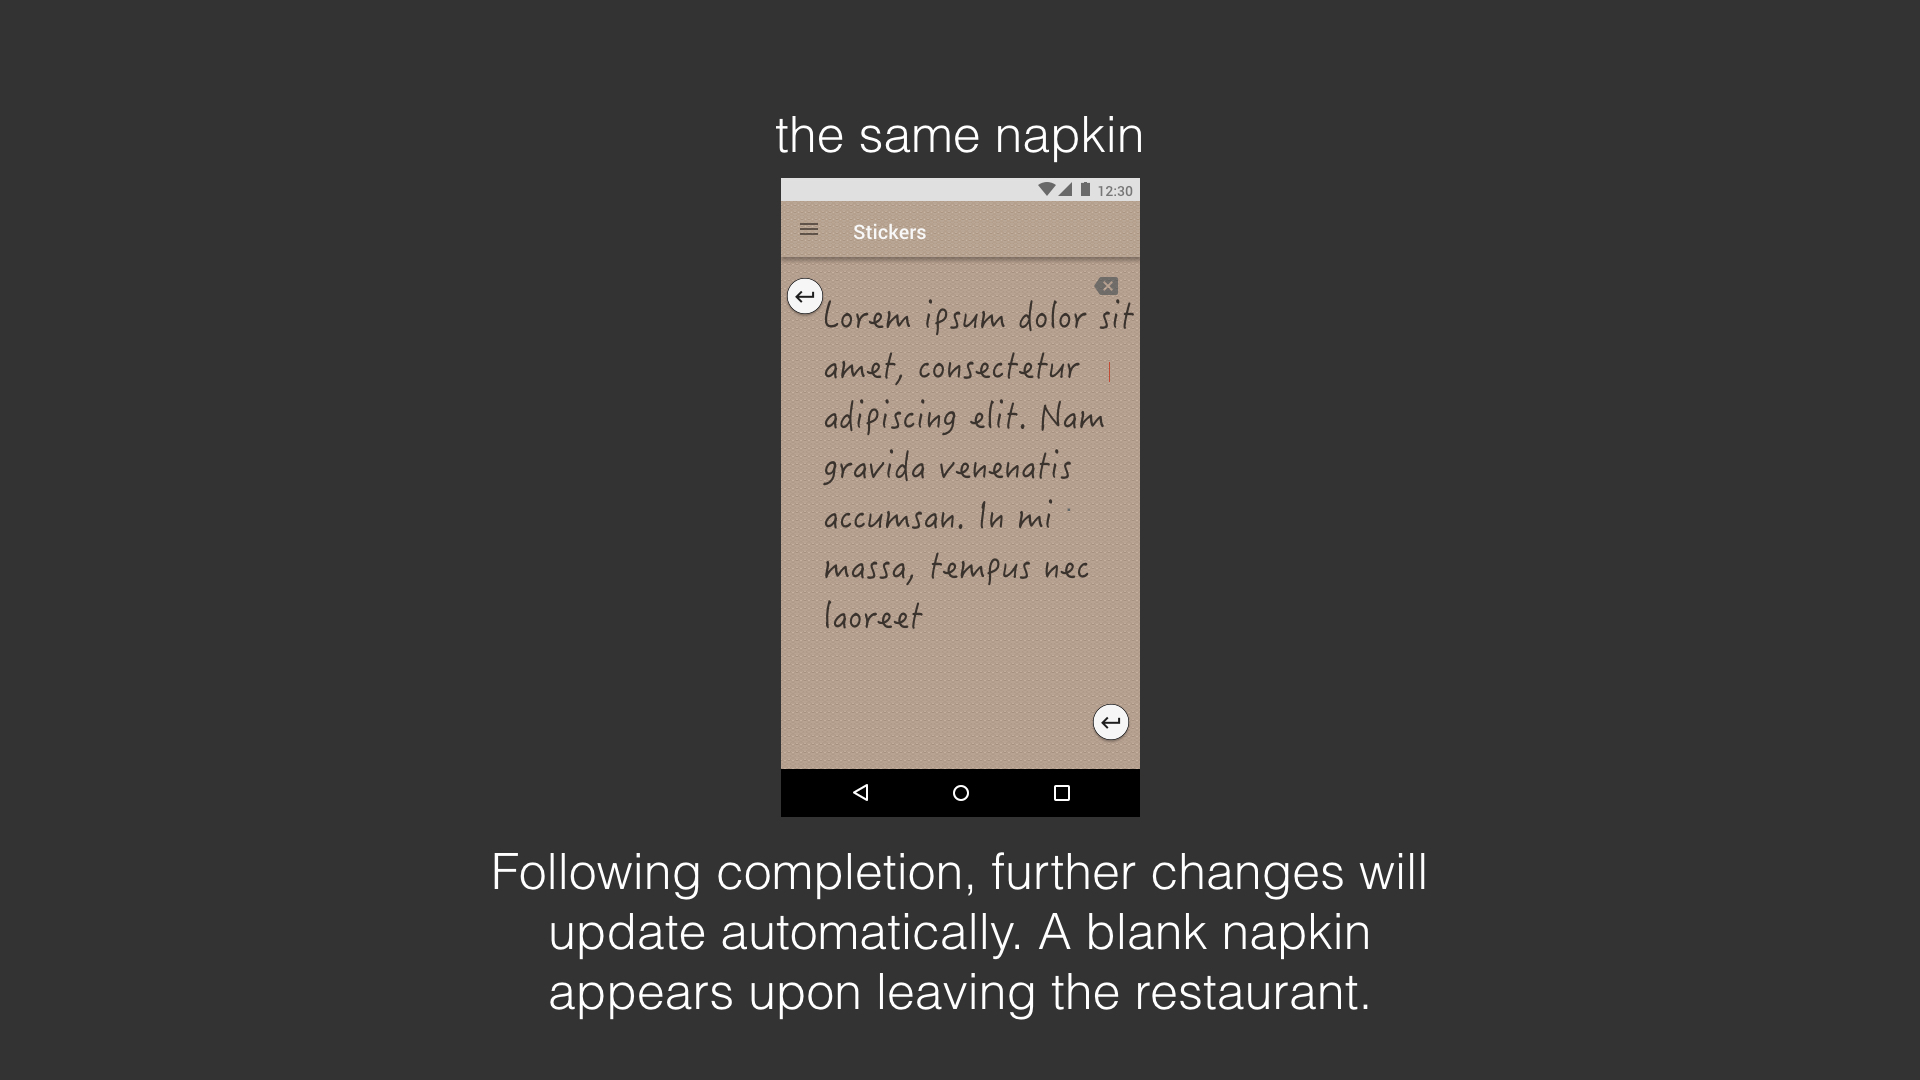 the same napkin
12:30
Stickers
Lorem ipsum dolor sit
amet, consectetur
adipiscing elit. Nam
gravida venenatis
accumsan. In mi
massa, tempus nec
laoreet
Following completion, further changes will
update automatically. A blank napkin
appears upon leaving the restaurant.